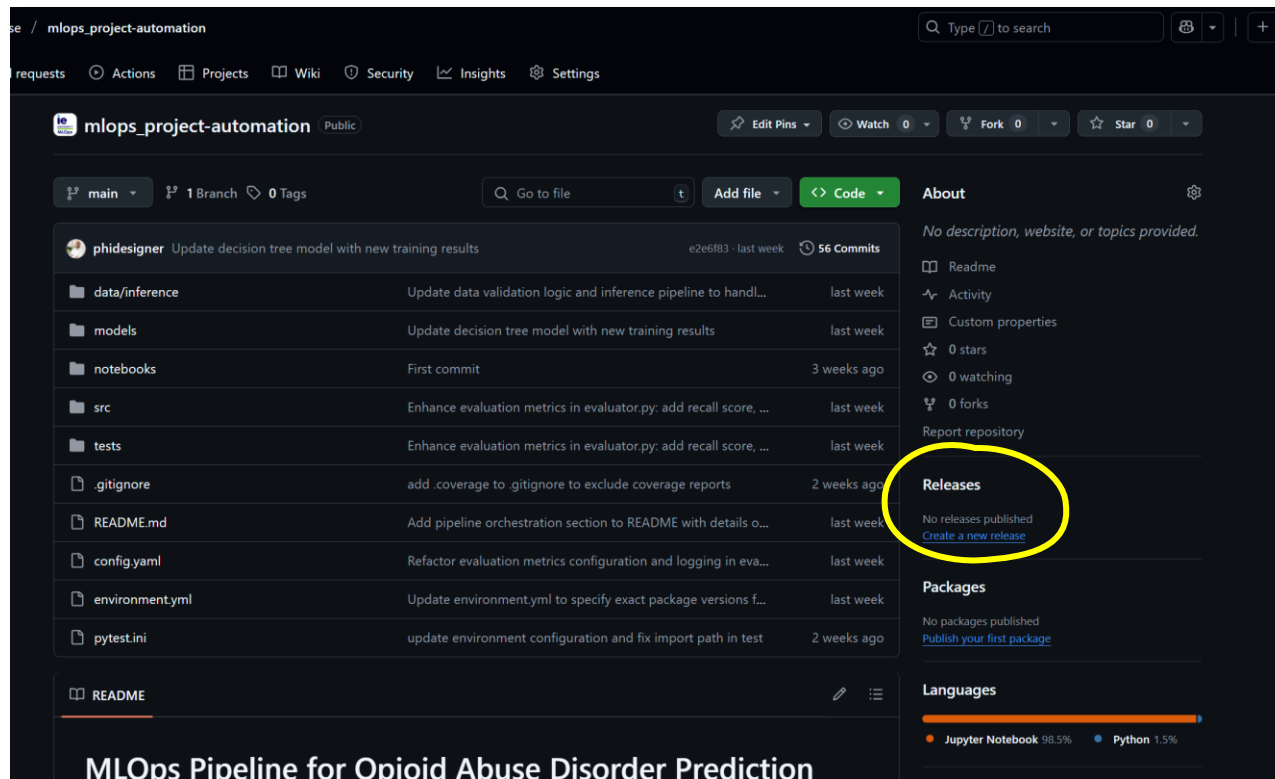 se / mlops_project-automation
Type / to search
requests Actions Projects Wiki Security Insights Settings
ie
MLOps
mlops_project-automation Public
Edit Pins Watch 0 Fork 0 Star 0
main 1 Branch 0 Tags Go to file t Add file Code
phidesigner Update decision tree model with new training results e2e6f83 · last week 56 Commits
data/inference Update data validation logic and inference pipeline to handl... last week
models Update decision tree model with new training results last week
notebooks First commit 3 weeks ago
src Enhance evaluation metrics in evaluator.py: add recall score, ... last week
tests Enhance evaluation metrics in evaluator.py: add recall score, ... last week
.gitignore add .coverage to .gitignore to exclude coverage reports 2 weeks ago
README.md Add pipeline orchestration section to README with details o... last week
config.yaml Refactor evaluation metrics configuration and logging in eva... last week
environment.yml Update environment.yml to specify exact package versions f... last week
pytest.ini update environment configuration and fix import path in test 2 weeks ago
README
MLOps Pipeline for Opioid Abuse Disorder Prediction
About
No description, website, or topics provided.
Readme
Activity
Custom properties
0 stars
0 watching
0 forks
Report repository
Releases
No releases published
Create a new release
Packages
No packages published
Publish your first package
Languages
Jupyter Notebook 98.5% Python 1.5%